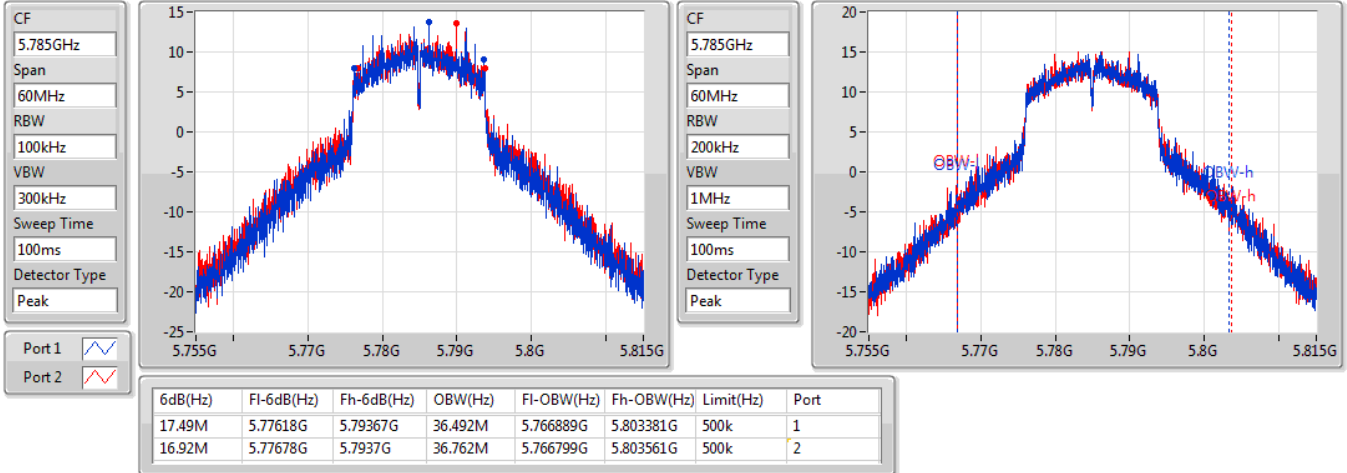 CF
5.785GHz
Span
60MHz
RBW
100kHz
VBW
300kHz
Sweep Time
100ms
Detector Type
Peak
15
10
5
0
-5
-10
-15
-20
-25
5.755G 5.77G 5.78G 5.79G 5.8G 5.815G
CF
5.785GHz
Span
60MHz
RBW
200kHz
VBW
1MHz
Sweep Time
100ms
Detector Type
Peak
20
15
10
5
0
-5
-10
-15
-20
OBW-
OBW-h
OBW-h
5.755G 5.77G 5.78G 5.79G 5.8G 5.815G
Port 1
Port 2
6dB(Hz) Fl-6dB(Hz) Fh-6dB(Hz) OBW(Hz) Fl-OBW(Hz) Fh-OBW(Hz) Limit(Hz) Port
17.49M 5.77618G 5.79367G 36.492M 5.766889G 5.803381G 500k 1
16.92M 5.77678G 5.7937G 36.762M 5.766799G 5.803561G 500k 2